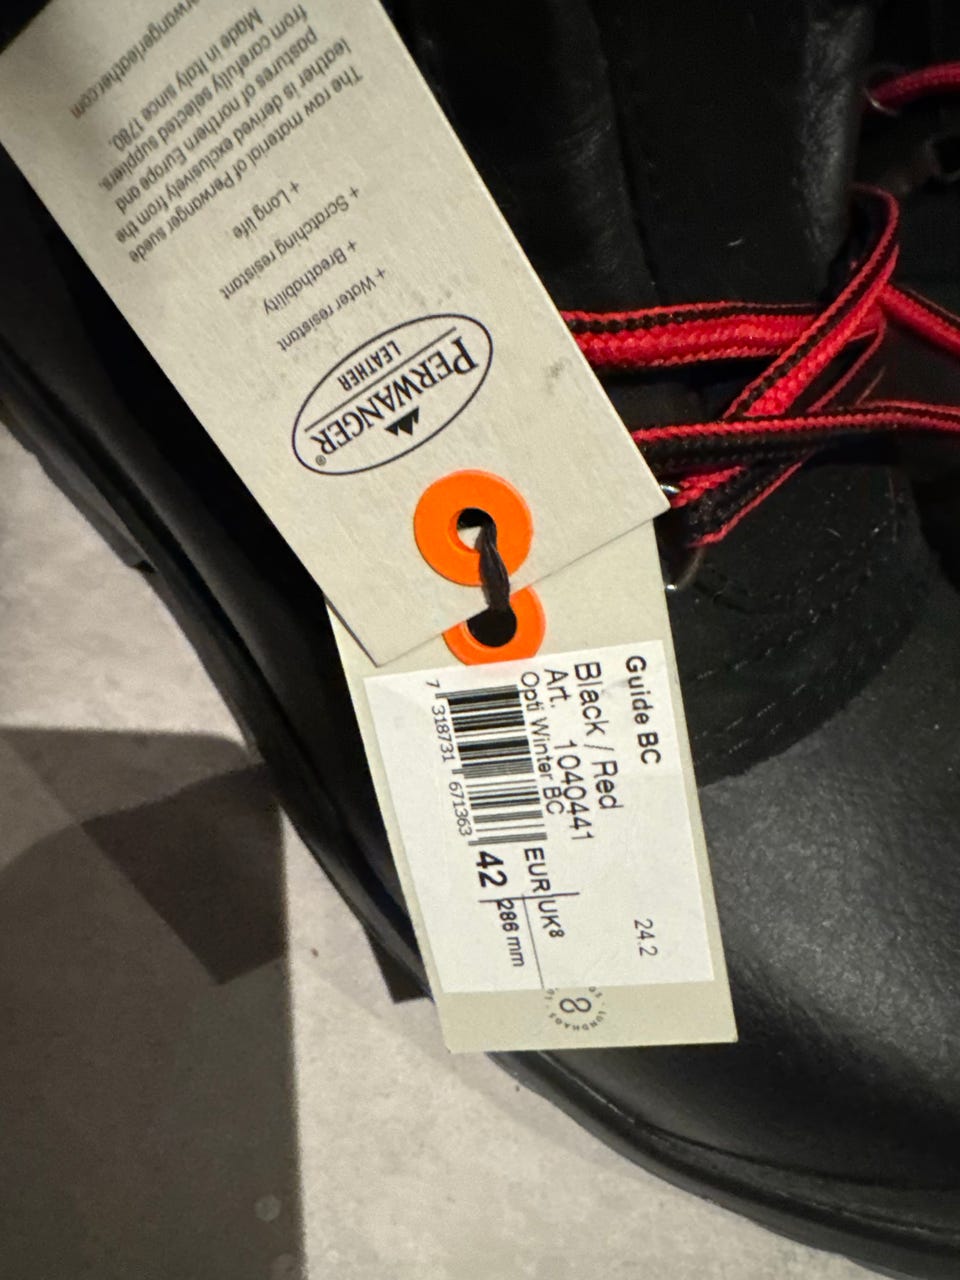 PERWANGER®
LEATHER
+ Water resistant
+ Breathability
+ Scratching resistant
+ Long life
The raw material of Perwanger suede
leather is derived exclusively from the
pastures of northern Europe and
from carefully selected suppliers.
Made in Italy since 1780.
Guide BC
24.2
Black / Red
Art. 1040441
Opti Winter BC
EUR
UK8
42
286 mm
7 318731 671363
LUNDHAGS